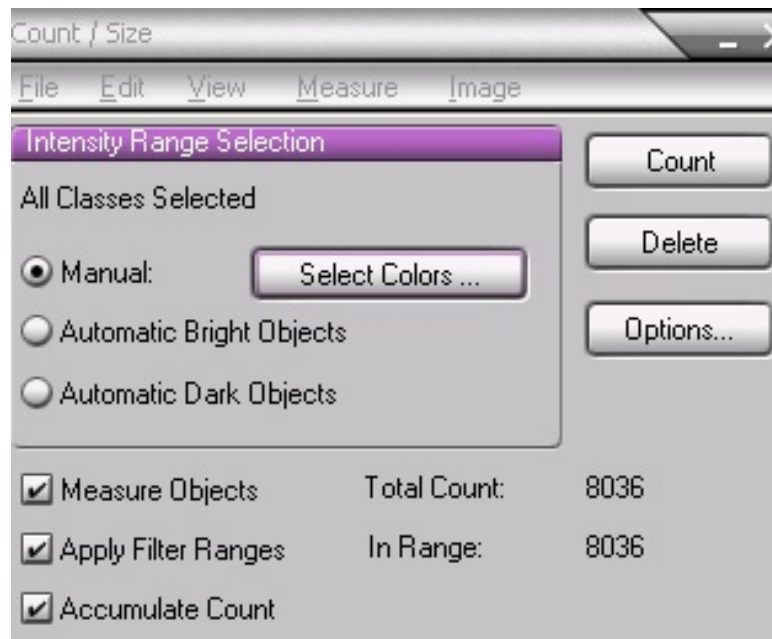 Count / Size
File Edit View Measure Image
Intensity Range Selection
All Classes Selected
Manual:
Select Colors ...
Automatic Bright Objects
Automatic Dark Objects
Count
Delete
Options...
Measure Objects
Total Count: 8036
Apply Filter Ranges
In Range: 8036
Accumulate Count